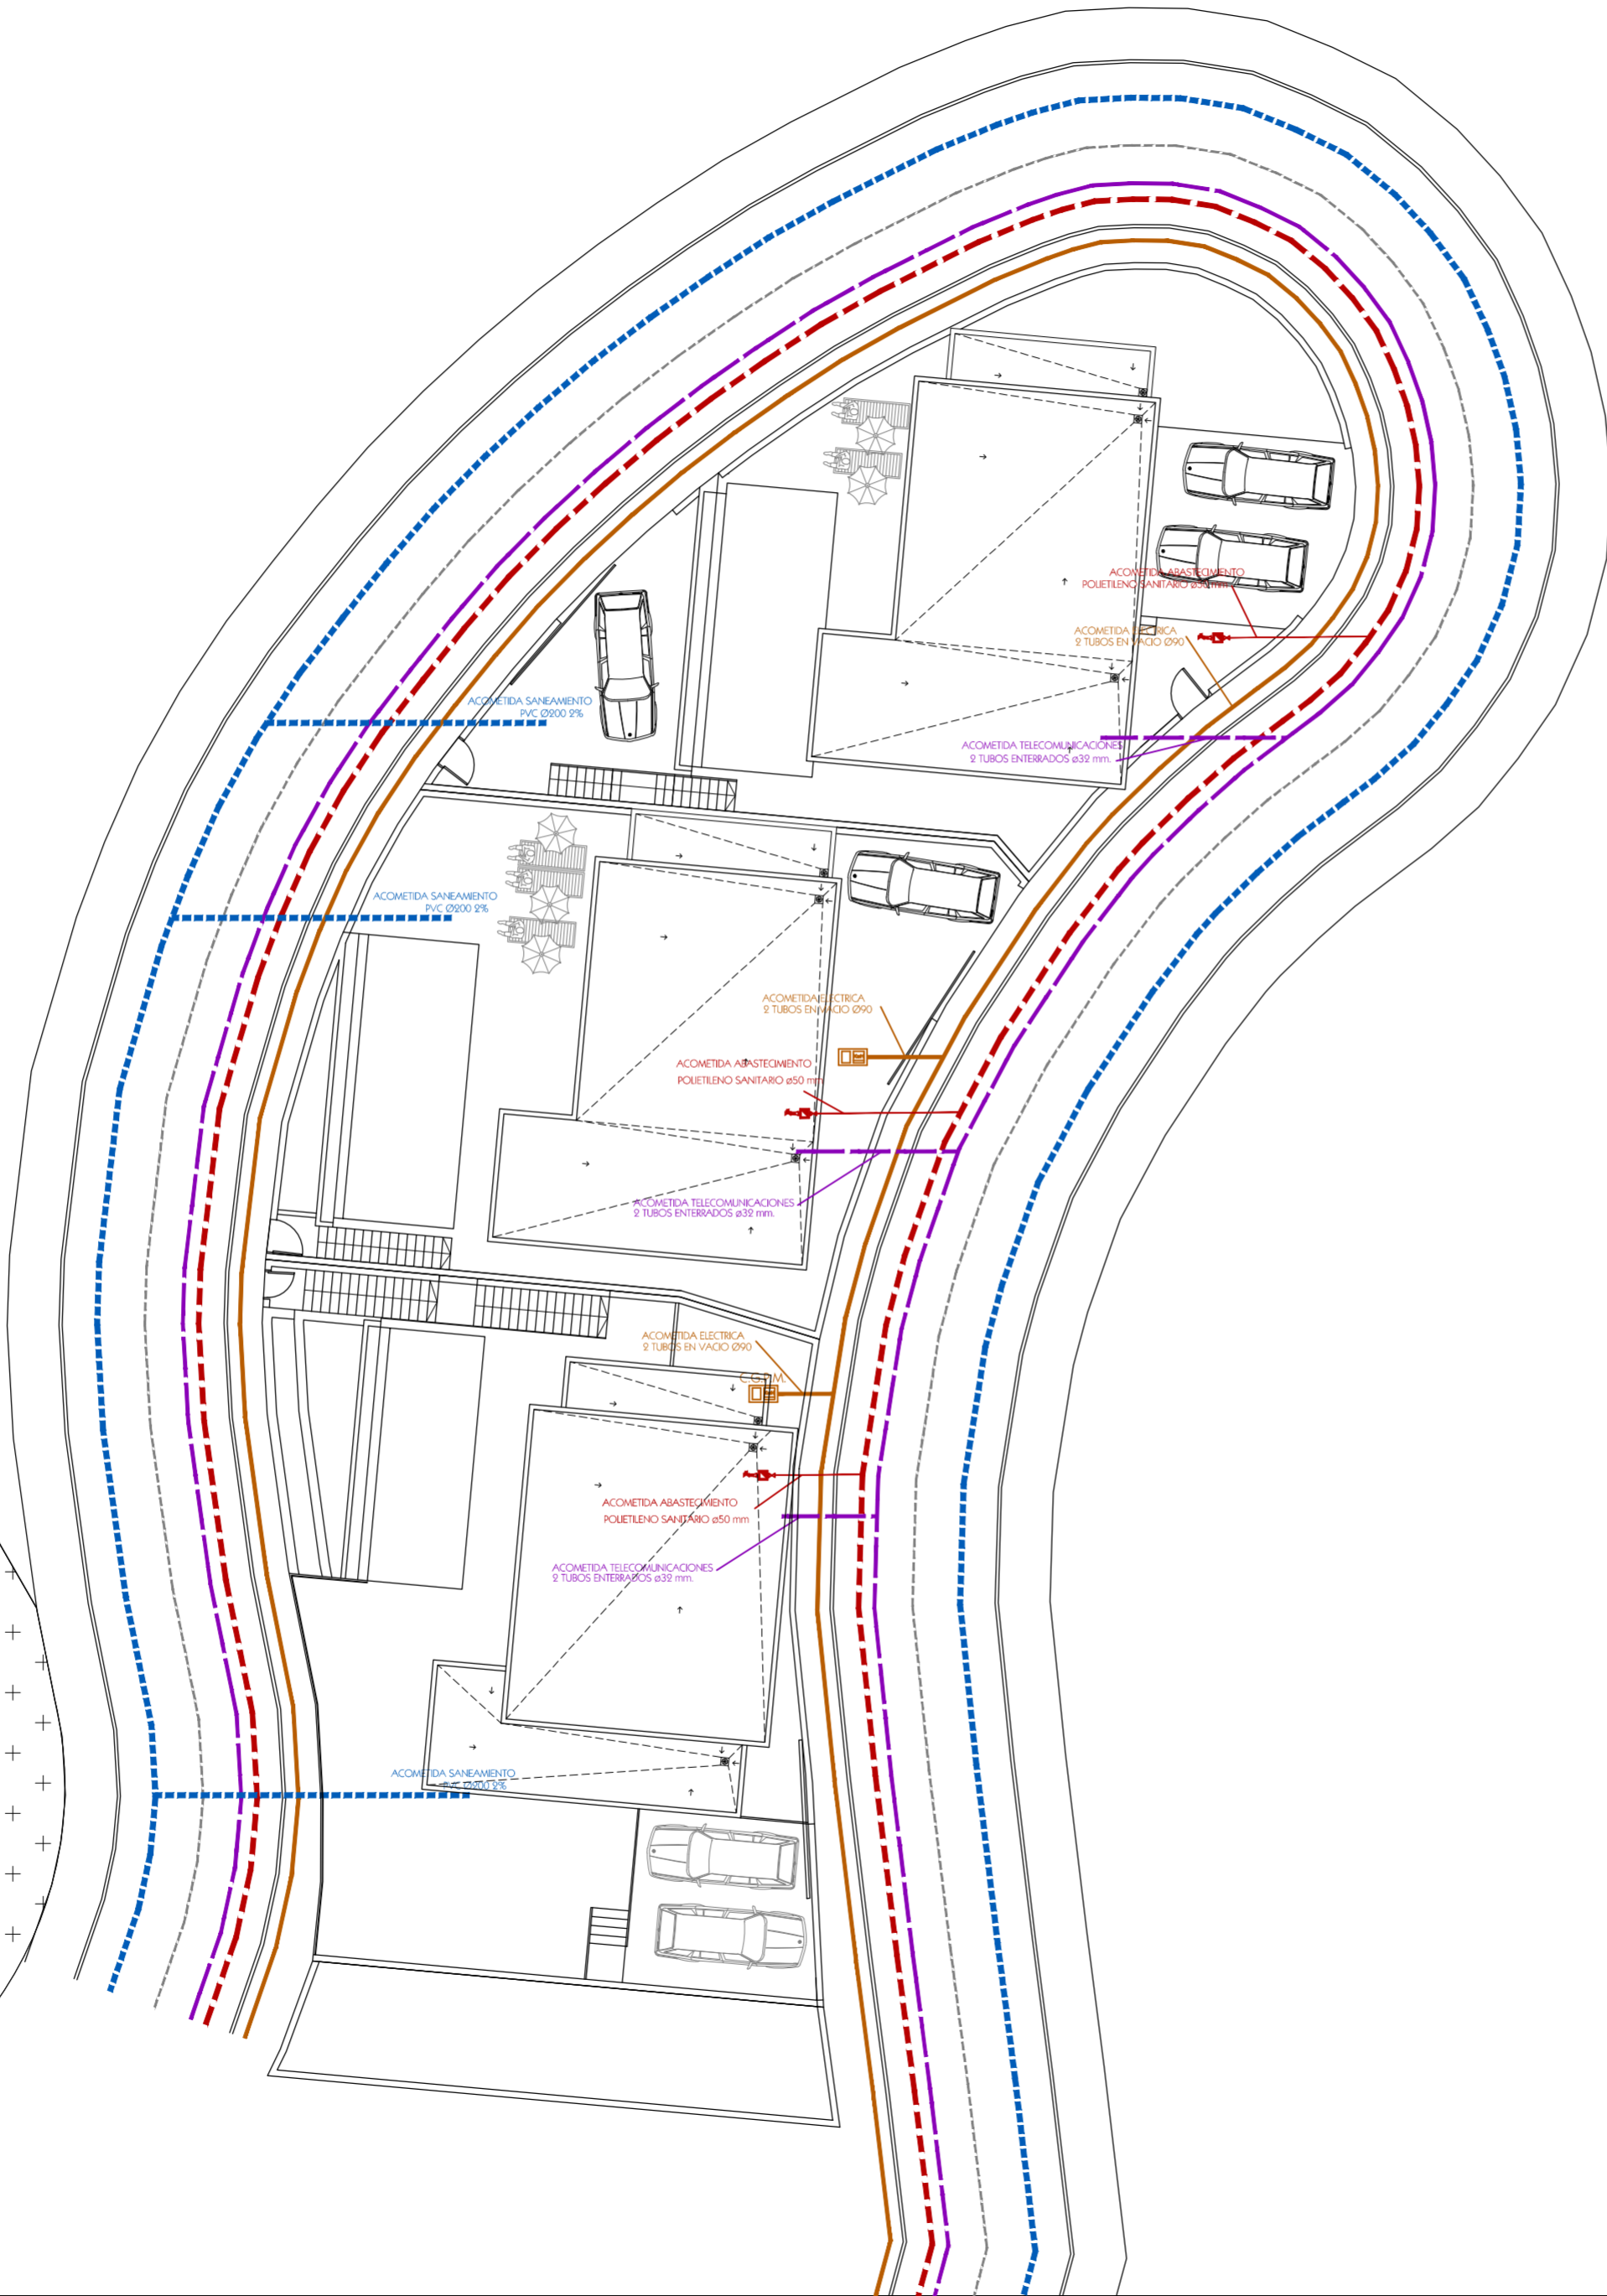 ACOMETIDA ABASTECIMIENTO
POLIETILENO SANITARIO ø50 mm
ACOMETIDA ELECTRICA
2 TUBOS EN VACIO Ø90
ACOMETIDA SANEAMIENTO
PVC Ø200 2%
ACOMETIDA TELECOMUNICACIONES
2 TUBOS ENTERRADOS ø32 mm.
ACOMETIDA SANEAMIENTO
PVC Ø200 2%
ACOMETIDA ELECTRICA
2 TUBOS EN VACIO Ø90
ACOMETIDA ABASTECIMIENTO
POLIETILENO SANITARIO ø50 mm
ACOMETIDA TELECOMUNICACIONES
2 TUBOS ENTERRADOS ø32 mm.
ACOMETIDA ELECTRICA
2 TUBOS EN VACIO Ø90
C.G.P.M.
ACOMETIDA ABASTECIMIENTO
POLIETILENO SANITARIO ø50 mm
ACOMETIDA TELECOMUNICACIONES
2 TUBOS ENTERRADOS ø32 mm.
ACOMETIDA SANEAMIENTO
PVC Ø200 2%